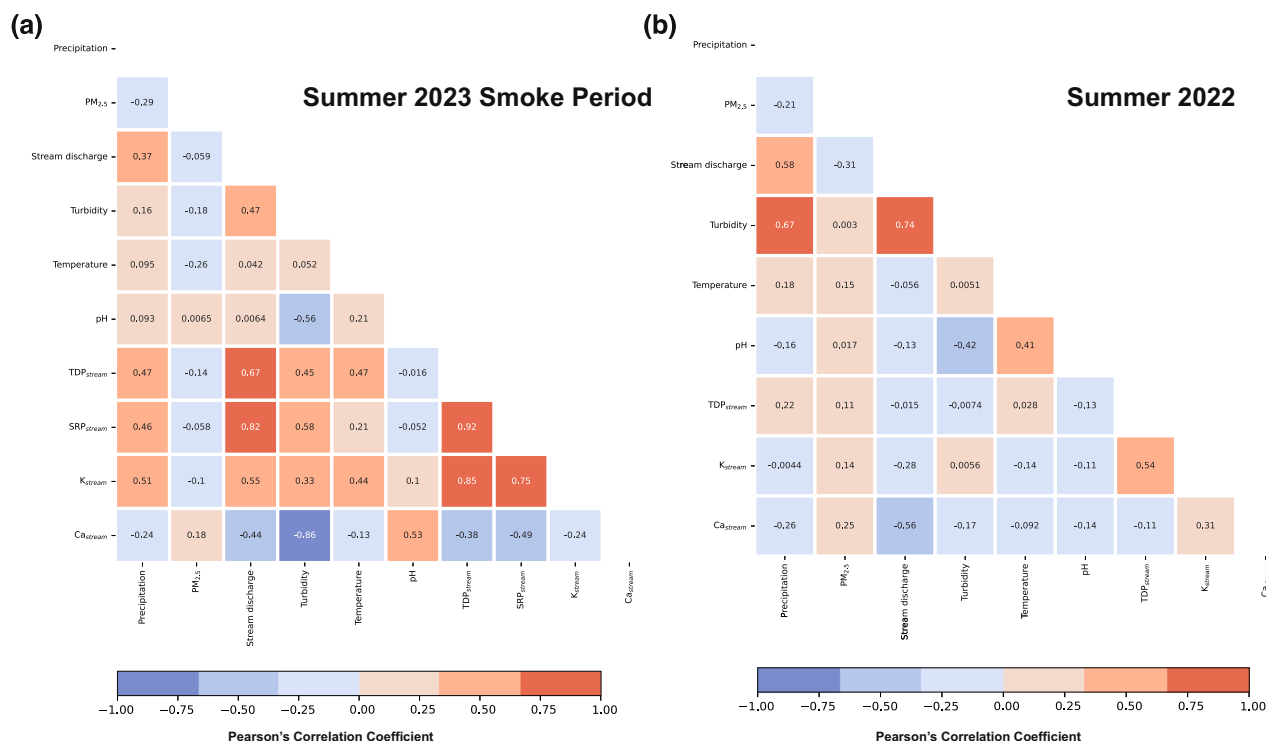 (a)
Summer 2023 Smoke Period
Precipitation
PM2.5 -0.29
Stream discharge 0.37 -0.059
Turbidity 0.16 -0.18 0.47
Temperature 0.095 -0.26 0.042 0.052
pH 0.093 0.0065 0.0064 -0.56 0.21
TDPstream 0.47 -0.14 0.67 0.45 0.47 -0.016
SRPstream 0.46 -0.058 0.82 0.58 0.21 -0.052 0.92
Kstream 0.51 -0.1 0.55 0.33 0.44 0.1 0.85 0.75
Castream -0.24 0.18 -0.44 -0.86 -0.13 0.53 -0.38 -0.49 -0.24
Precipitation PM2.5 Stream discharge Turbidity Temperature pH TDPstream SRPstream Kstream Castream
−1.00 −0.75 −0.50 −0.25 0.00 0.25 0.50 0.75 1.00
Pearson's Correlation Coefficient
(b)
Summer 2022
Precipitation
PM2.5 -0.21
Stream discharge 0.58 -0.31
Turbidity 0.67 0.003 0.74
Temperature 0.18 0.15 -0.056 0.0051
pH -0.16 0.017 -0.13 -0.42 0.41
TDPstream 0.22 0.11 -0.015 -0.0074 0.028 -0.13
Kstream -0.0044 0.14 -0.28 0.0056 -0.14 -0.11 0.54
Castream -0.26 0.25 -0.56 -0.17 -0.092 -0.14 -0.11 0.31
Precipitation PM2.5 Stream discharge Turbidity Temperature pH TDPstream Kstream
−1.00 −0.75 −0.50 −0.25 0.00 0.25 0.50 0.75 1.00
Pearson's Correlation Coefficient